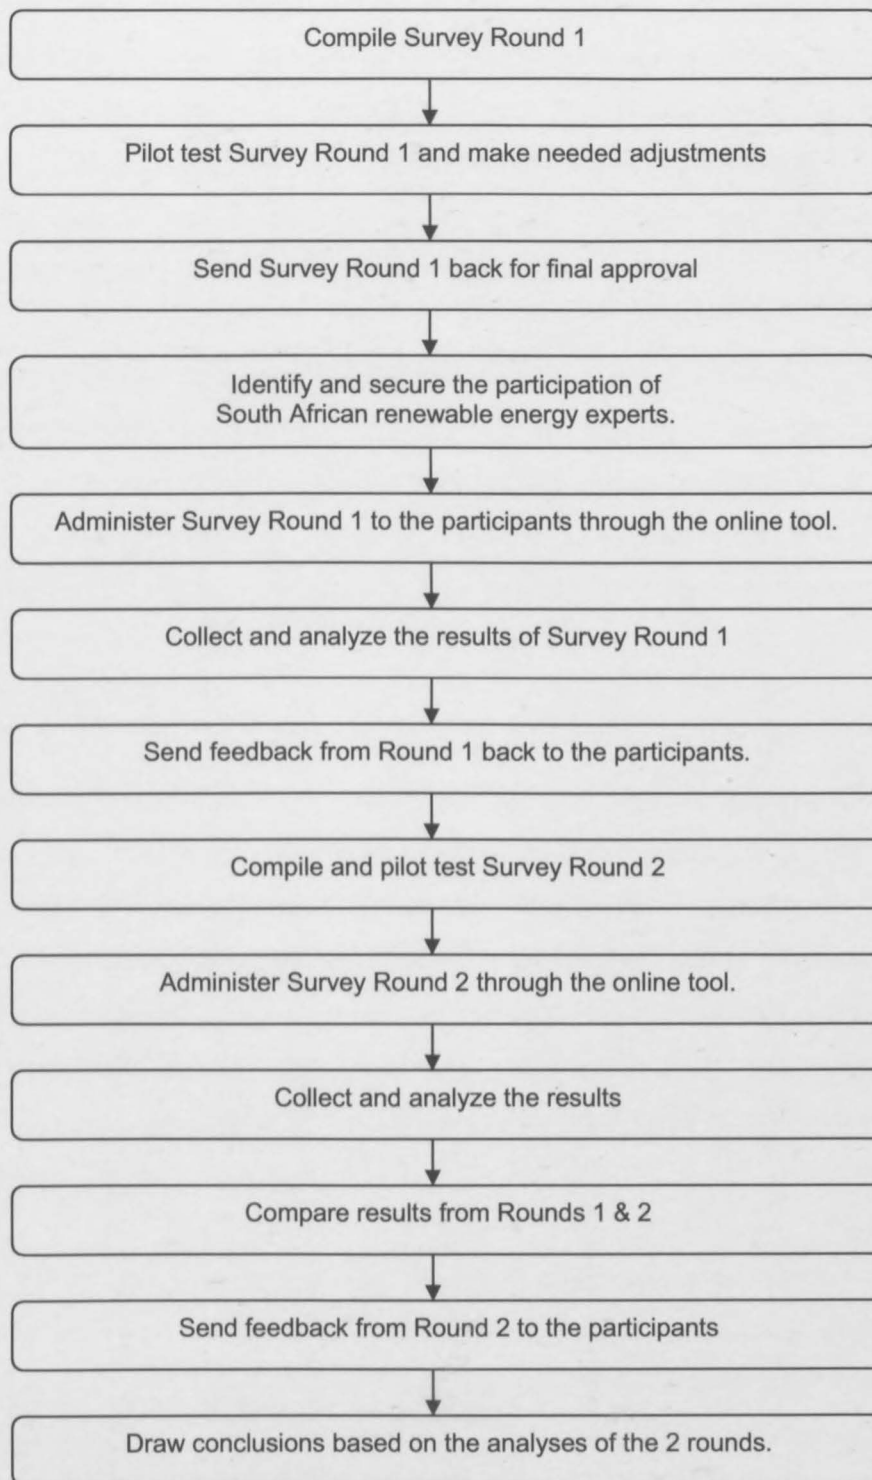 Compile Survey Round 1
Pilot test Survey Round 1 and make needed adjustments
Send Survey Round 1 back for final approval
Identify and secure the participation of
South African renewable energy experts.
Administer Survey Round 1 to the participants through the online tool.
Collect and analyze the results of Survey Round 1
Send feedback from Round 1 back to the participants.
Compile and pilot test Survey Round 2
Administer Survey Round 2 through the online tool.
Collect and analyze the results
Compare results from Rounds 1 & 2
Send feedback from Round 2 to the participants
Draw conclusions based on the analyses of the 2 rounds.